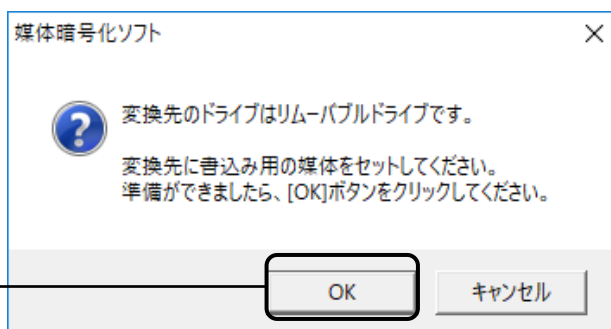 媒体暗号化ソフト
変換先のドライブはリムーバブルドライブです。
変換先に書込み用の媒体をセットしてください。
準備ができましたら、[OK]ボタンをクリックしてください。
OK
キャンセル